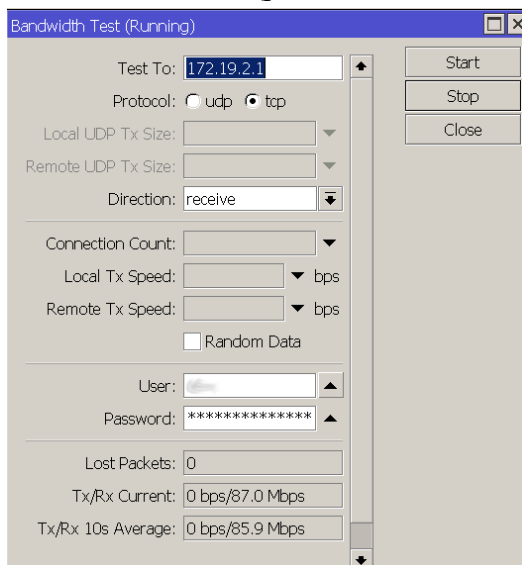 Bandwidth Test (Running)
Test To: 172.19.2.1
Start
Protocol: udp tcp
Stop
Local UDP Tx Size:
Close
Remote UDP Tx Size:
Direction: receive
Connection Count:
Local Tx Speed: bps
Remote Tx Speed: bps
Random Data
User:
Password: **************
Lost Packets: 0
Tx/Rx Current: 0 bps/87.0 Mbps
Tx/Rx 10s Average: 0 bps/85.9 Mbps